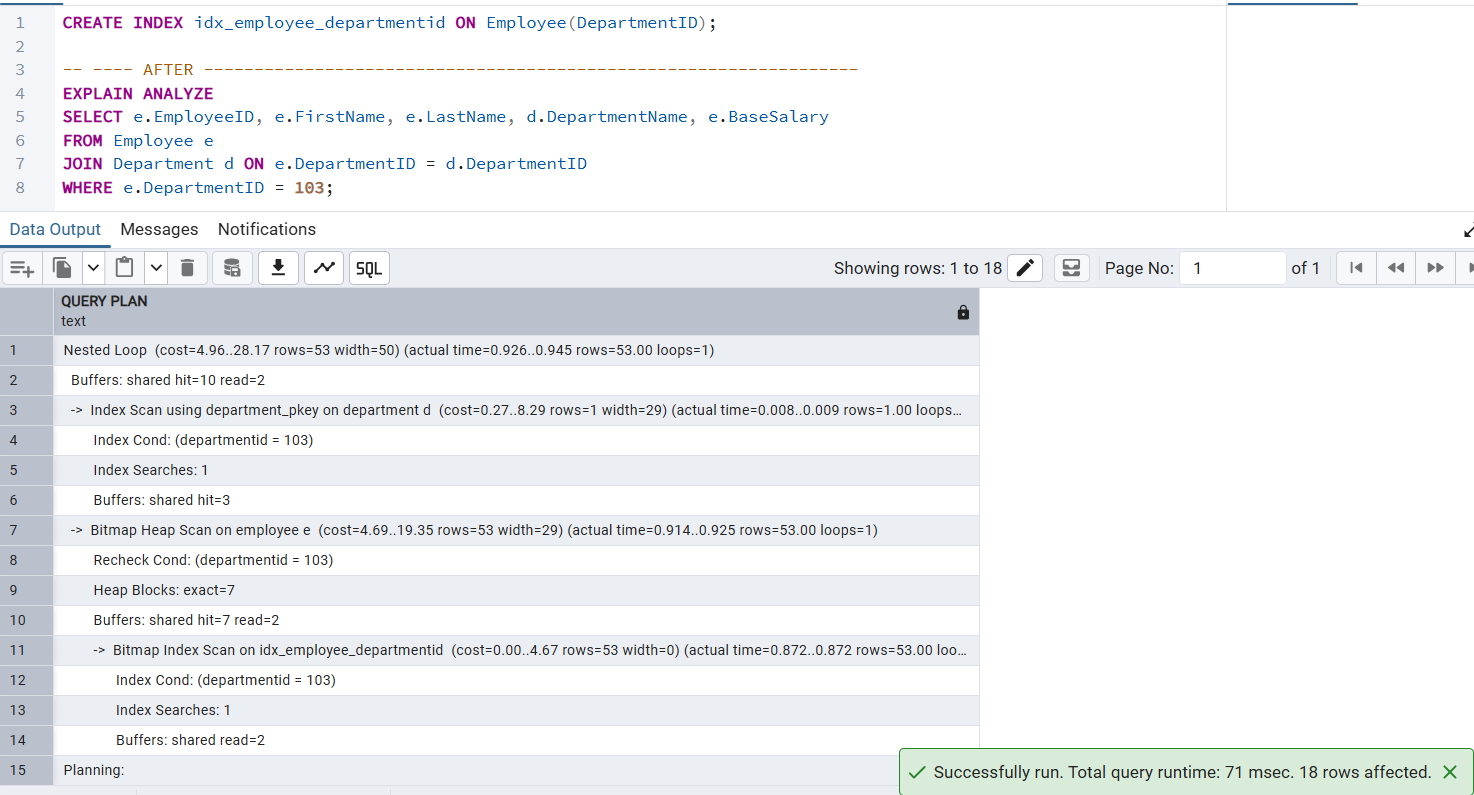 1 CREATE INDEX idx_employee_departmentid ON Employee(DepartmentID);
2
3 -- ---- AFTER -----------------------------------------------------------------
4 EXPLAIN ANALYZE
5 SELECT e.EmployeeID, e.FirstName, e.LastName, d.DepartmentName, e.BaseSalary
6 FROM Employee e
7 JOIN Department d ON e.DepartmentID = d.DepartmentID
8 WHERE e.DepartmentID = 103;
Data Output Messages Notifications
SQL Showing rows: 1 to 18 Page No: 1 of 1
QUERY PLAN
text
1 Nested Loop (cost=4.96..28.17 rows=53 width=50) (actual time=0.926..0.945 rows=53.00 loops=1)
2 Buffers: shared hit=10 read=2
3 -> Index Scan using department_pkey on department d (cost=0.27..8.29 rows=1 width=29) (actual time=0.008..0.009 rows=1.00 loops…
4 Index Cond: (departmentid = 103)
5 Index Searches: 1
6 Buffers: shared hit=3
7 -> Bitmap Heap Scan on employee e (cost=4.69..19.35 rows=53 width=29) (actual time=0.914..0.925 rows=53.00 loops=1)
8 Recheck Cond: (departmentid = 103)
9 Heap Blocks: exact=7
10 Buffers: shared hit=7 read=2
11 -> Bitmap Index Scan on idx_employee_departmentid (cost=0.00..4.67 rows=53 width=0) (actual time=0.872..0.872 rows=53.00 loo…
12 Index Cond: (departmentid = 103)
13 Index Searches: 1
14 Buffers: shared read=2
15 Planning:
Successfully run. Total query runtime: 71 msec. 18 rows affected.